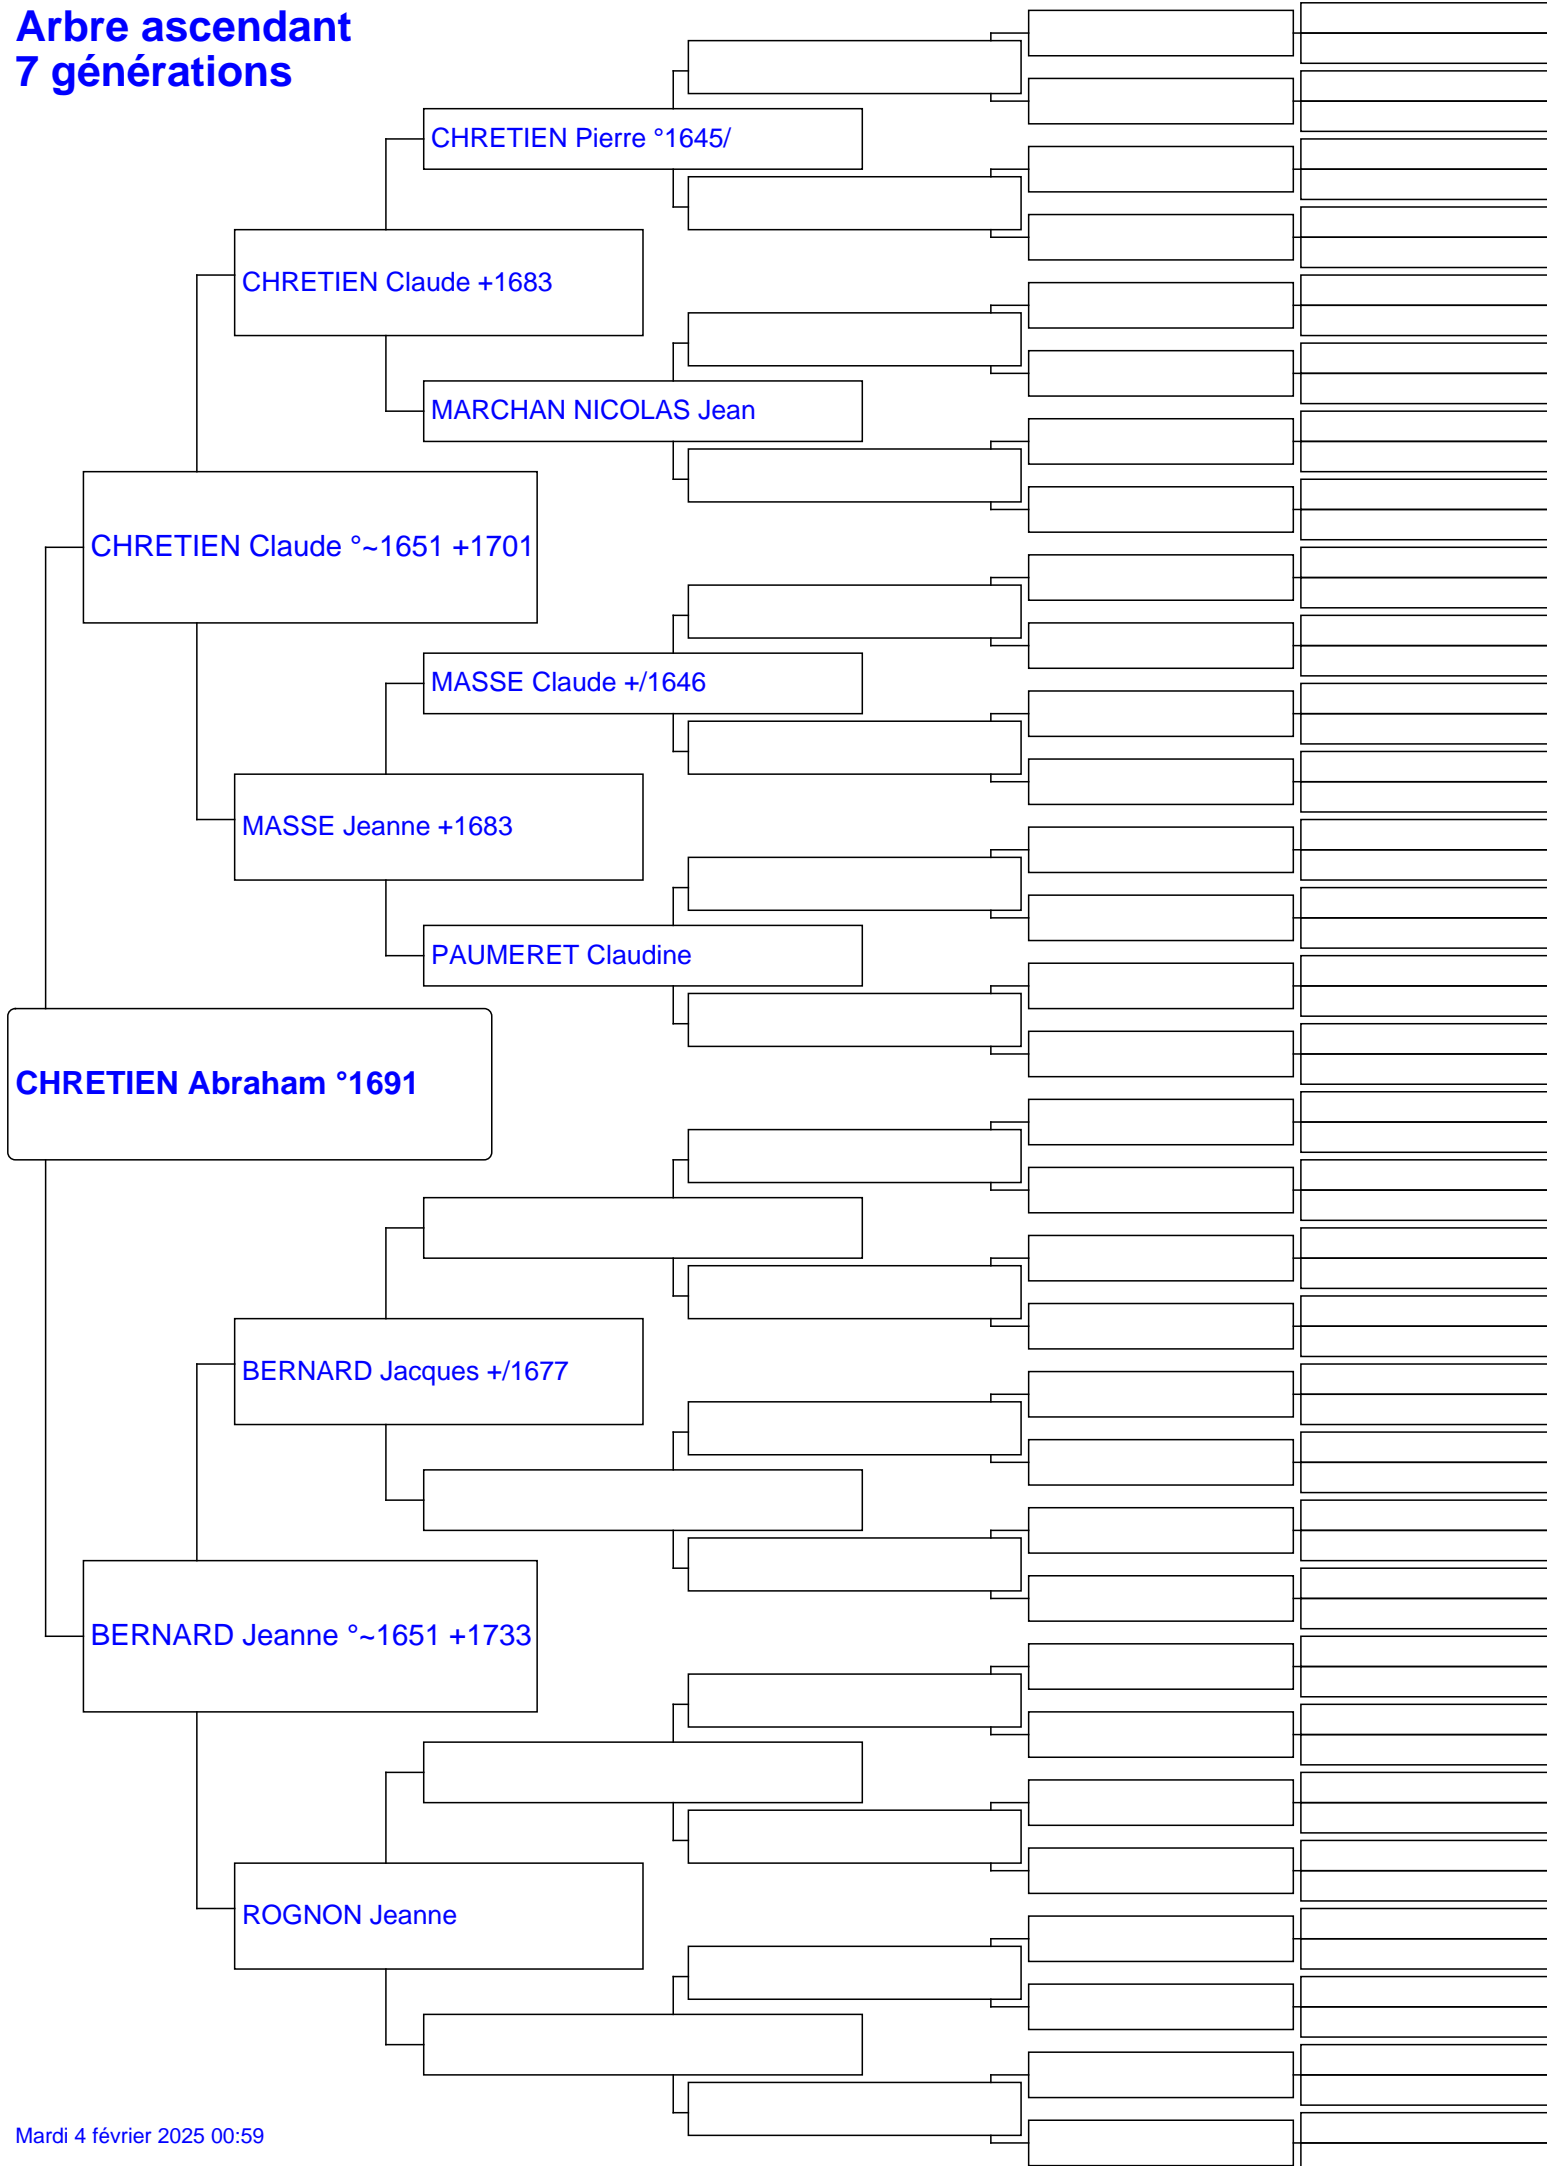 Arbre ascendant
7 générations
CHRETIEN Pierre °1645/
CHRETIEN Claude +1683
MARCHAN NICOLAS Jean
CHRETIEN Claude °~1651 +1701
MASSE Claude +/1646
MASSE Jeanne +1683
PAUMERET Claudine
CHRETIEN Abraham °1691
BERNARD Jacques +/1677
BERNARD Jeanne °~1651 +1733
ROGNON Jeanne
Mardi 4 février 2025 00:59